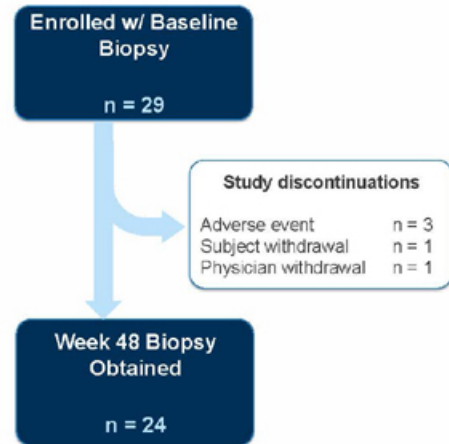 Enrolled w/ Baseline
Biopsy
n = 29
Study discontinuations
Adverse event n = 3
Subject withdrawal n = 1
Physician withdrawal n = 1
Week 48 Biopsy
Obtained
n = 24